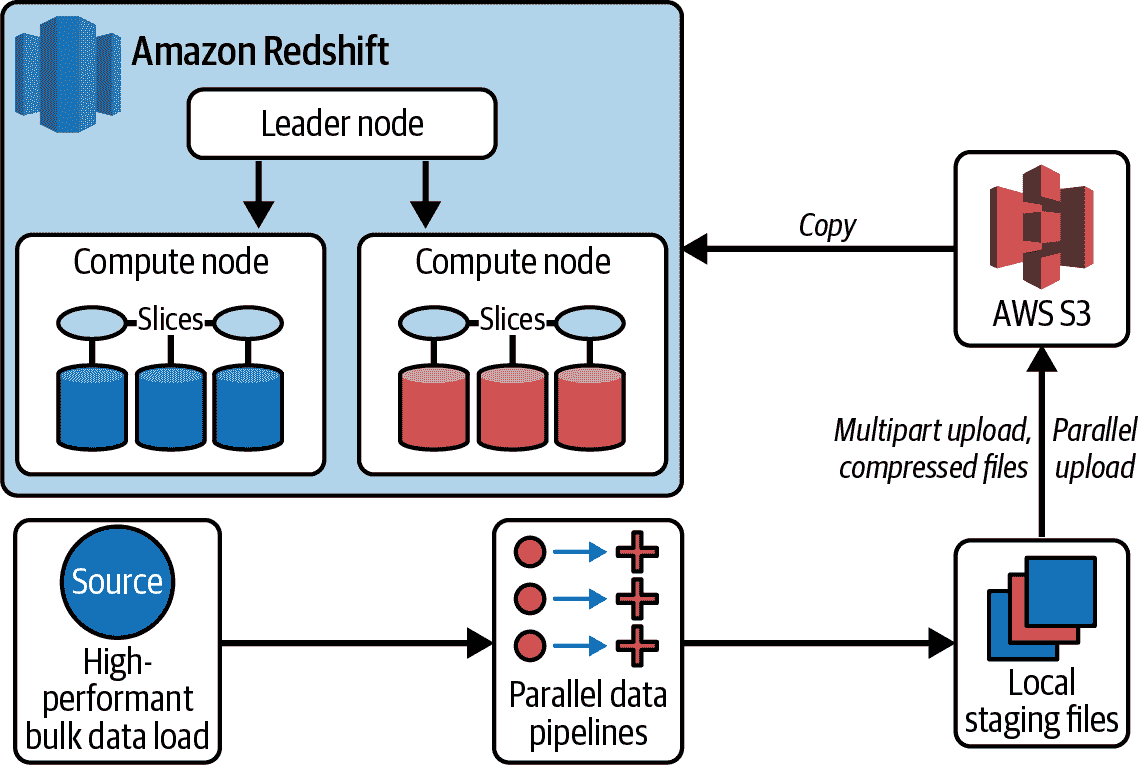 Amazon Redshift
Leader node
Compute node
Slices
Compute node
Slices
Copy
AWS S3
Multipart upload,
compressed files
Parallel
upload
Source
High-
performant
bulk data load
Parallel data
pipelines
Local
staging files